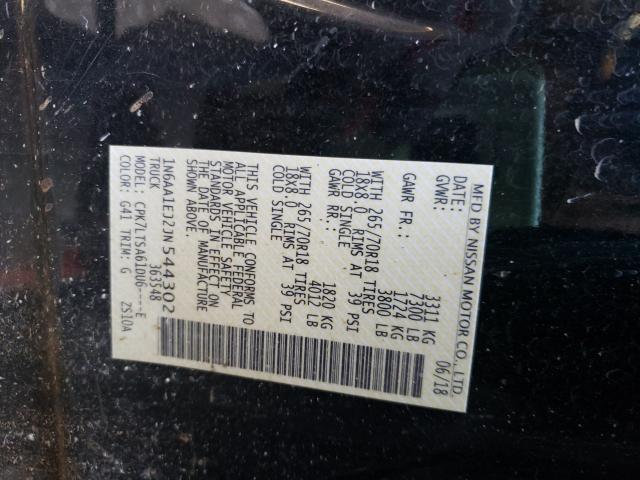 MFD BY NISSAN MOTOR CO., LTD.
DATE: 06/18
GVWR: 3311 KG
7300 LB
GAWR FR.: 1724 KG
3800 LB
WITH 265/70R18 TIRES
18X8.0 RIMS AT 39 PSI
COLD SINGLE
GAWR RR.: 1820 KG
4012 LB
WITH 265/70R18 TIRES
18X8.0 RIMS AT 39 PSI
COLD SINGLE
THIS VEHICLE CONFORMS TO
ALL APPLICABLE FEDERAL
MOTOR VEHICLE SAFETY
STANDARDS IN EFFECT ON
THE DATE OF MANUFACTURE
SHOWN ABOVE.
1N6AA1EJ2JN544302
TRUCK 163548
MODEL: CPKZLTSA61DU6----E
COLOR: G41 TRIM: G 2S10A